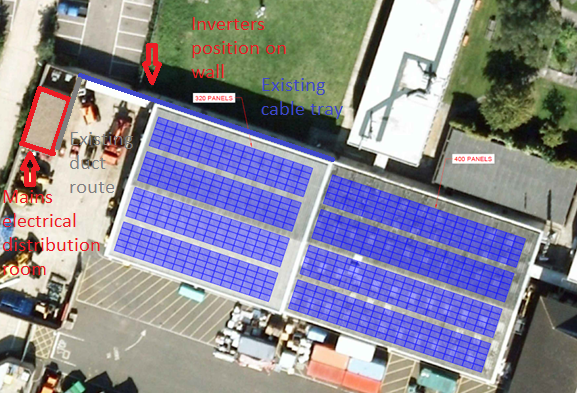 Inverters
position on
wall
Existing
cable tray
320 PANELS
Existing
duct
route
400 PANELS
Mains
electrical
distribution
room